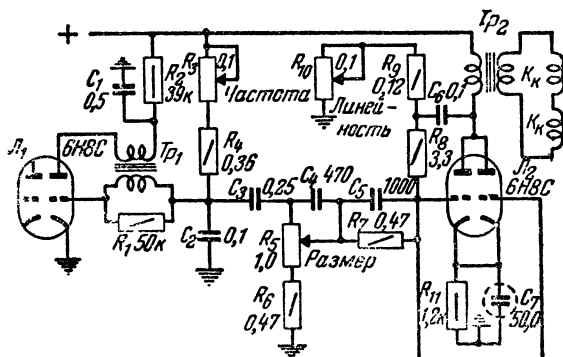 +
Тр2
C1
0,5
R2
39к
R3
0,1
Частота
R10
0,1
Линей-
ность
R9
0,12
C6 0,1
Кк
Кк
Л1
6Н8С
Тр1
R4
0,36
R8
3,3
Л2
6Н8С
R1 50к
C2
0,1
C3
0,25
C4 470
C5
1000
R5
1,0
Размер
R7
0,47
R6
0,47
R11
1,2к
C7
50,0